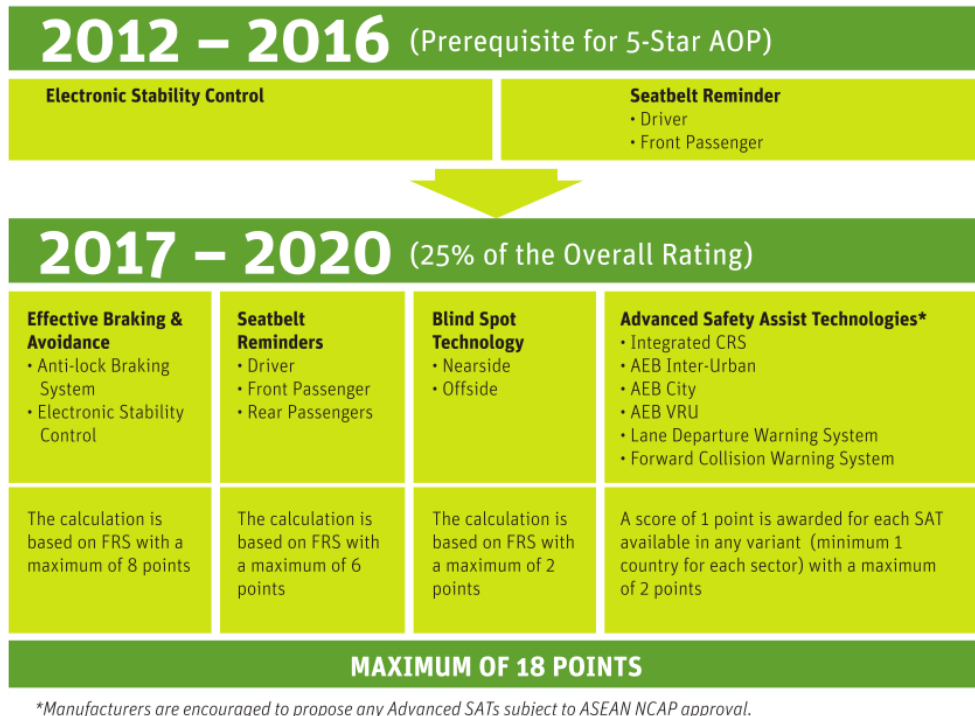 2012 – 2016 (Prerequisite for 5-Star AOP)
Electronic Stability Control
Seatbelt Reminder
• Driver
• Front Passenger
2017 – 2020 (25% of the Overall Rating)
Effective Braking &
Avoidance
• Anti-lock Braking
System
• Electronic Stability
Control
Seatbelt
Reminders
• Driver
• Front Passenger
• Rear Passengers
Blind Spot
Technology
• Nearside
• Offside
Advanced Safety Assist Technologies*
• Integrated CRS
• AEB Inter-Urban
• AEB City
• AEB VRU
• Lane Departure Warning System
• Forward Collision Warning System
The calculation is
based on FRS with a
maximum of 8 points
The calculation is
based on FRS with
a maximum of 6
points
The calculation is
based on FRS with
a maximum of 2
points
A score of 1 point is awarded for each SAT
available in any variant (minimum 1
country for each sector) with a maximum
of 2 points
MAXIMUM OF 18 POINTS
*Manufacturers are encouraged to propose any Advanced SATs subject to ASEAN NCAP approval.